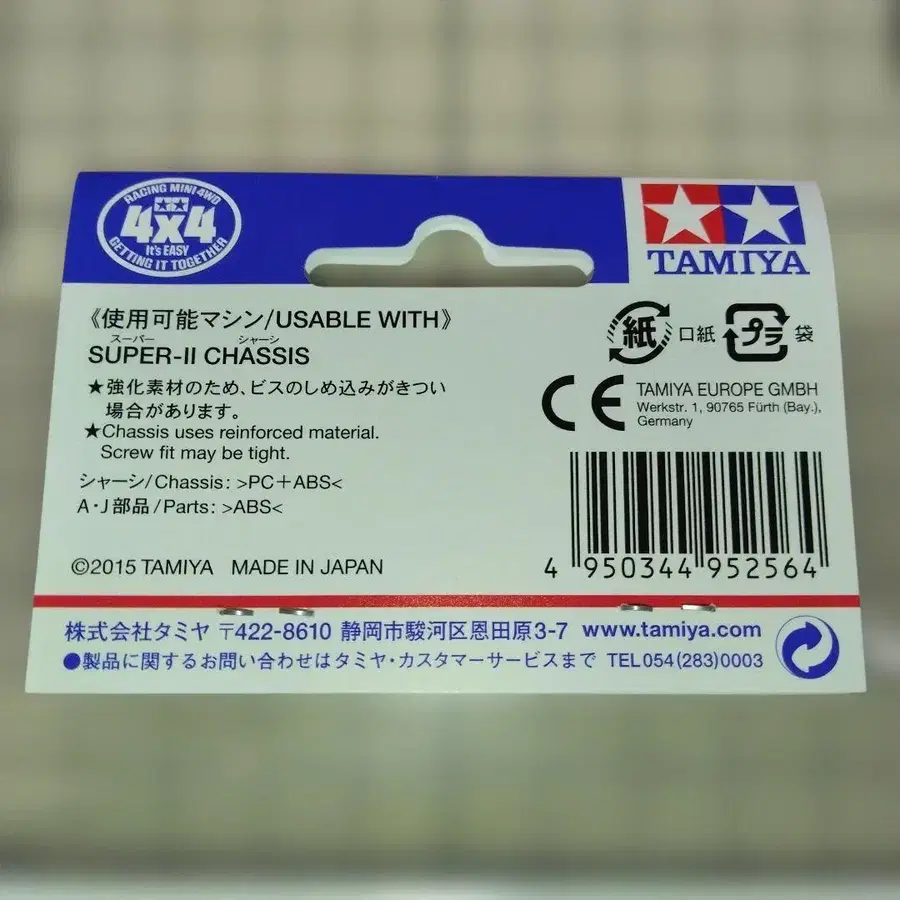 RACING MINI 4WD
4x4
It's EASY
GETTING IT TOGETHER
TAMIYA
《使用可能マシン/USABLE WITH》
スーパー シャーシ
SUPER-II CHASSIS
★強化素材のため、ビスのしめ込みがきつい
場合があります。
★Chassis uses reinforced material.
Screw fit may be tight.
シャーシ/Chassis: >PC+ABS<
A・J部品/Parts: >ABS<
©2015 TAMIYA MADE IN JAPAN
紙 口紙 プラ 袋
CE TAMIYA EUROPE GMBH
Werkstr. 1, 90765 Fürth (Bay.),
Germany
4 950344 952564
株式会社タミヤ 〒422-8610 静岡市駿河区恩田原3-7 www.tamiya.com
●製品に関するお問い合わせはタミヤ・カスタマーサービスまで TEL054(283)0003